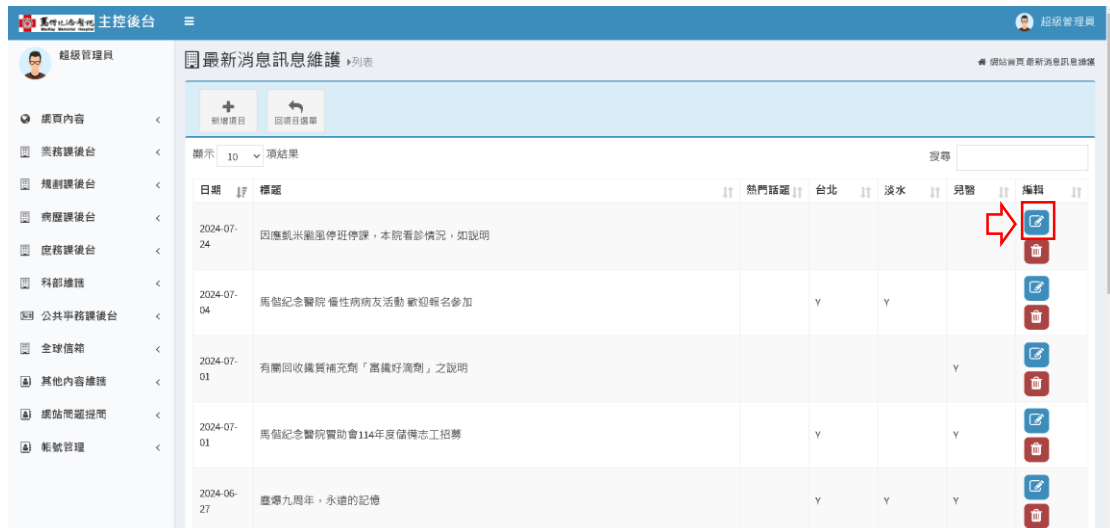 馬偕紀念醫院 主控後台
MacKay Memorial Hospital
超級管理員
超級管理員
最新消息訊息維護 列表
網站首頁 最新消息訊息維護
網頁內容
業務課後台
規劃課後台
病歷課後台
庶務課後台
科部維護
公共事務課後台
全球信箱
其他內容維護
網站問題提問
帳號管理
新增項目
回項目選單
顯示 10 項結果
搜尋
日期 標題 熱門話題 台北 淡水 兒醫 編輯
2024-07-24 因應凱米颱風停班停課,本院看診情況,如說明
2024-07-04 馬偕紀念醫院 慢性病病友活動 歡迎報名參加 Y Y
2024-07-01 有關回收鐵質補充劑「富鐵好滴劑」之說明 Y
2024-07-01 馬偕紀念醫院贊助會114年度儲備志工招募 Y Y
2024-06-27 塵爆九周年,永遠的記憶 Y Y Y